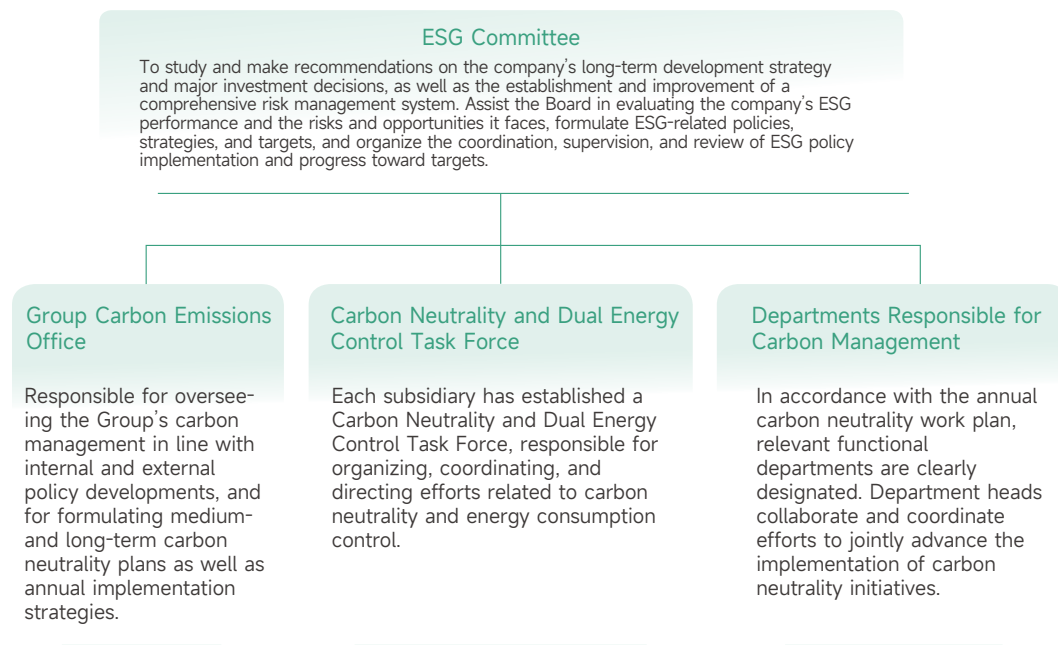 ESG Committee
To study and make recommendations on the company's long-term development strategy
and major investment decisions, as well as the establishment and improvement of a
comprehensive risk management system. Assist the Board in evaluating the company's ESG
performance and the risks and opportunities it faces, formulate ESG-related policies,
strategies, and targets, and organize the coordination, supervision, and review of ESG policy
implementation and progress toward targets.
Group Carbon Emissions
Office
Responsible for oversee-
ing the Group's carbon
management in line with
internal and external
policy developments, and
for formulating medium-
and long-term carbon
neutrality plans as well as
annual implementation
strategies.
Carbon Neutrality and Dual Energy
Control Task Force
Each subsidiary has established a
Carbon Neutrality and Dual Energy
Control Task Force, responsible for
organizing, coordinating, and
directing efforts related to carbon
neutrality and energy consumption
control.
Departments Responsible for
Carbon Management
In accordance with the annual
carbon neutrality work plan,
relevant functional
departments are clearly
designated. Department heads
collaborate and coordinate
efforts to jointly advance the
implementation of carbon
neutrality initiatives.